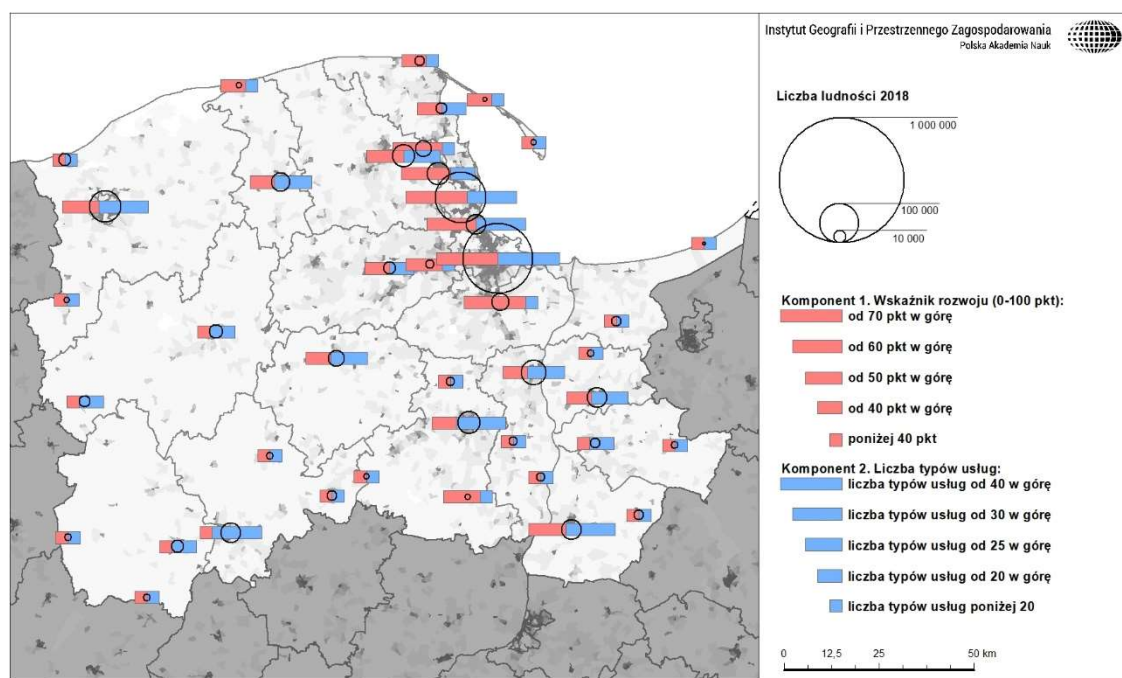 Instytut Geografii i Przestrzennego Zagospodarowania
Polska Akademia Nauk
Liczba ludności 2018
1 000 000
100 000
10 000
Komponent 1. Wskaźnik rozwoju (0-100 pkt):
od 70 pkt w górę
od 60 pkt w górę
od 50 pkt w górę
od 40 pkt w górę
poniżej 40 pkt
Komponent 2. Liczba typów usług:
liczba typów usług od 40 w górę
liczba typów usług od 30 w górę
liczba typów usług od 25 w górę
liczba typów usług od 20 w górę
liczba typów usług poniżej 20
0 12,5 25 50 km